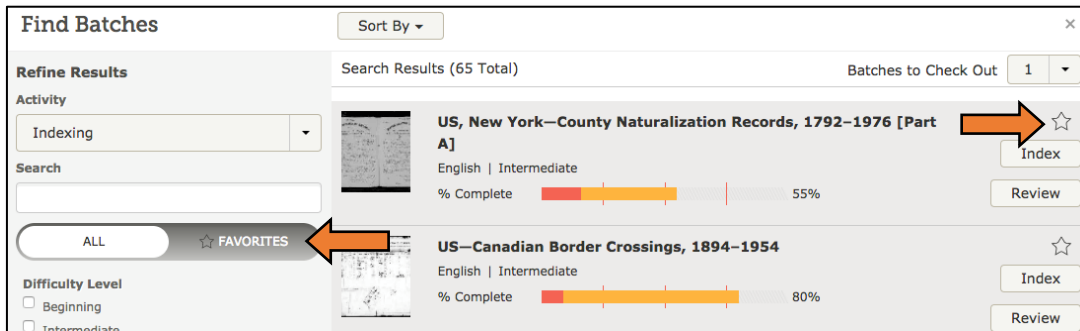 Find Batches
Sort By
×
Refine Results
Activity
Indexing
Search
ALL
FAVORITES
Difficulty Level
Beginning
Intermediate
Search Results (65 Total)
Batches to Check Out 1
US, New York—County Naturalization Records, 1792–1976 [Part
A]
English | Intermediate
% Complete 55%
Index
Review
US—Canadian Border Crossings, 1894–1954
English | Intermediate
% Complete 80%
Index
Review